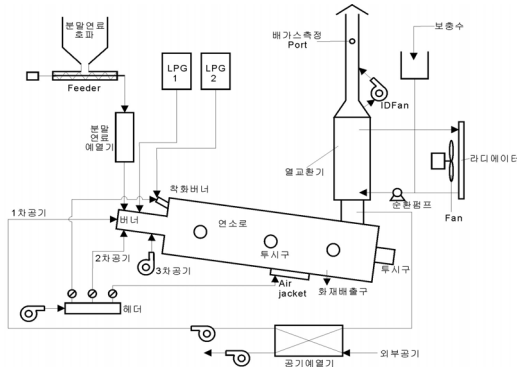 분말연료
호파
Feeder
LPG
1
LPG
2
배가스측정
Port
보충수
IDFan
분말
연료
예열기
열교환기
라디에이터
순환펌프
Fan
착화버너
1차공기
버너
연소로
투시구
2차공기
3차공기
투시구
Air
jacket
화재배출구
헤더
공기예열기
외부공기